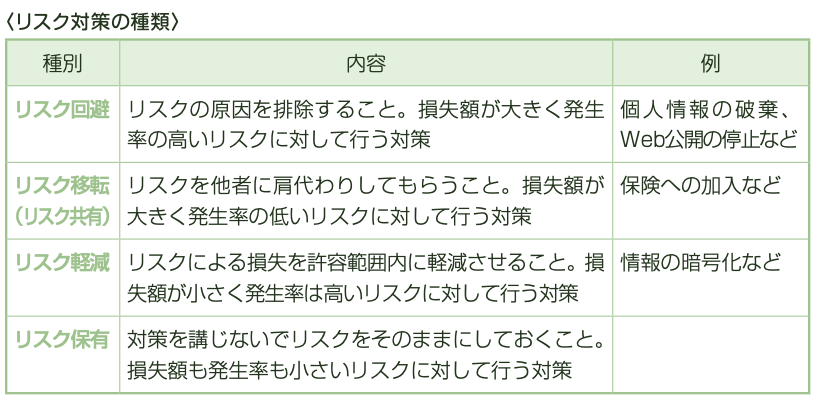 〈リスク対策の種類〉
種別 内容 例
リスク回避 リスクの原因を排除すること。損失額が大きく発生 個人情報の破棄、
率の高いリスクに対して行う対策 Web公開の停止など
リスク移転 リスクを他者に肩代わりしてもらうこと。損失額が 保険への加入など
(リスク共有) 大きく発生率の低いリスクに対して行う対策
リスク軽減 リスクによる損失を許容範囲内に軽減させること。損 情報の暗号化など
失額が小さく発生率は高いリスクに対して行う対策
リスク保有 対策を講じないでリスクをそのままにしておくこと。
損失額も発生率も小さいリスクに対して行う対策